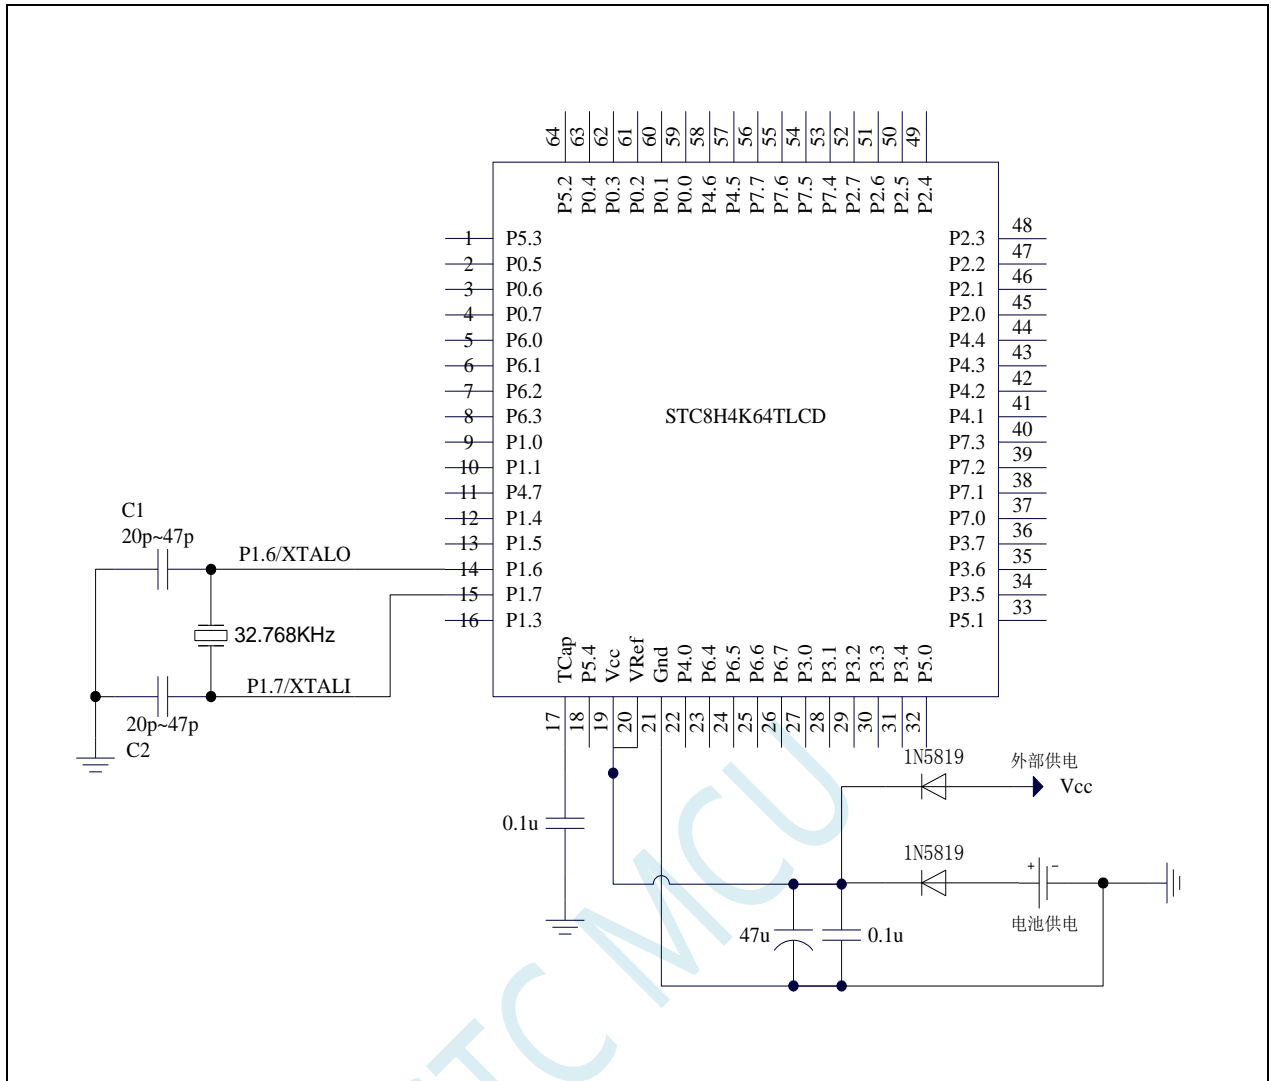 64 63 62 61 60 59 58 57 56 55 54 53 52 51 50 49
P5.2 P0.4 P0.3 P0.2 P0.1 P0.0 P4.6 P4.5 P7.7 P7.6 P7.5 P7.4 P2.7 P2.6 P2.5 P2.4
1 P5.3 P2.3 48
2 P0.5 P2.2 47
3 P0.6 P2.1 46
4 P0.7 P2.0 45
5 P6.0 P4.4 44
6 P6.1 P4.3 43
7 P6.2 P4.2 42
8 P6.3 STC8H4K64TLCD P4.1 41
9 P1.0 P7.3 40
10 P1.1 P7.2 39
11 P4.7 P7.1 38
12 P1.4 P7.0 37
13 P1.5 P3.7 36
14 P1.6 P3.6 35
15 P1.7 P3.5 34
16 P1.3 P5.1 33
C1
20p~47p
P1.6/XTALO
32.768KHz
P1.7/XTALI
20p~47p
C2
TCap P5.4 Vcc VRef Gnd P4.0 P6.4 P6.5 P6.6 P6.7 P3.0 P3.1 P3.2 P3.3 P3.4 P5.0
17 18 19 20 21 22 23 24 25 26 27 28 29 30 31 32
1N5819 外部供电
Vcc
0.1u
1N5819 + -
电池供电
47u 0.1u
STC MCU